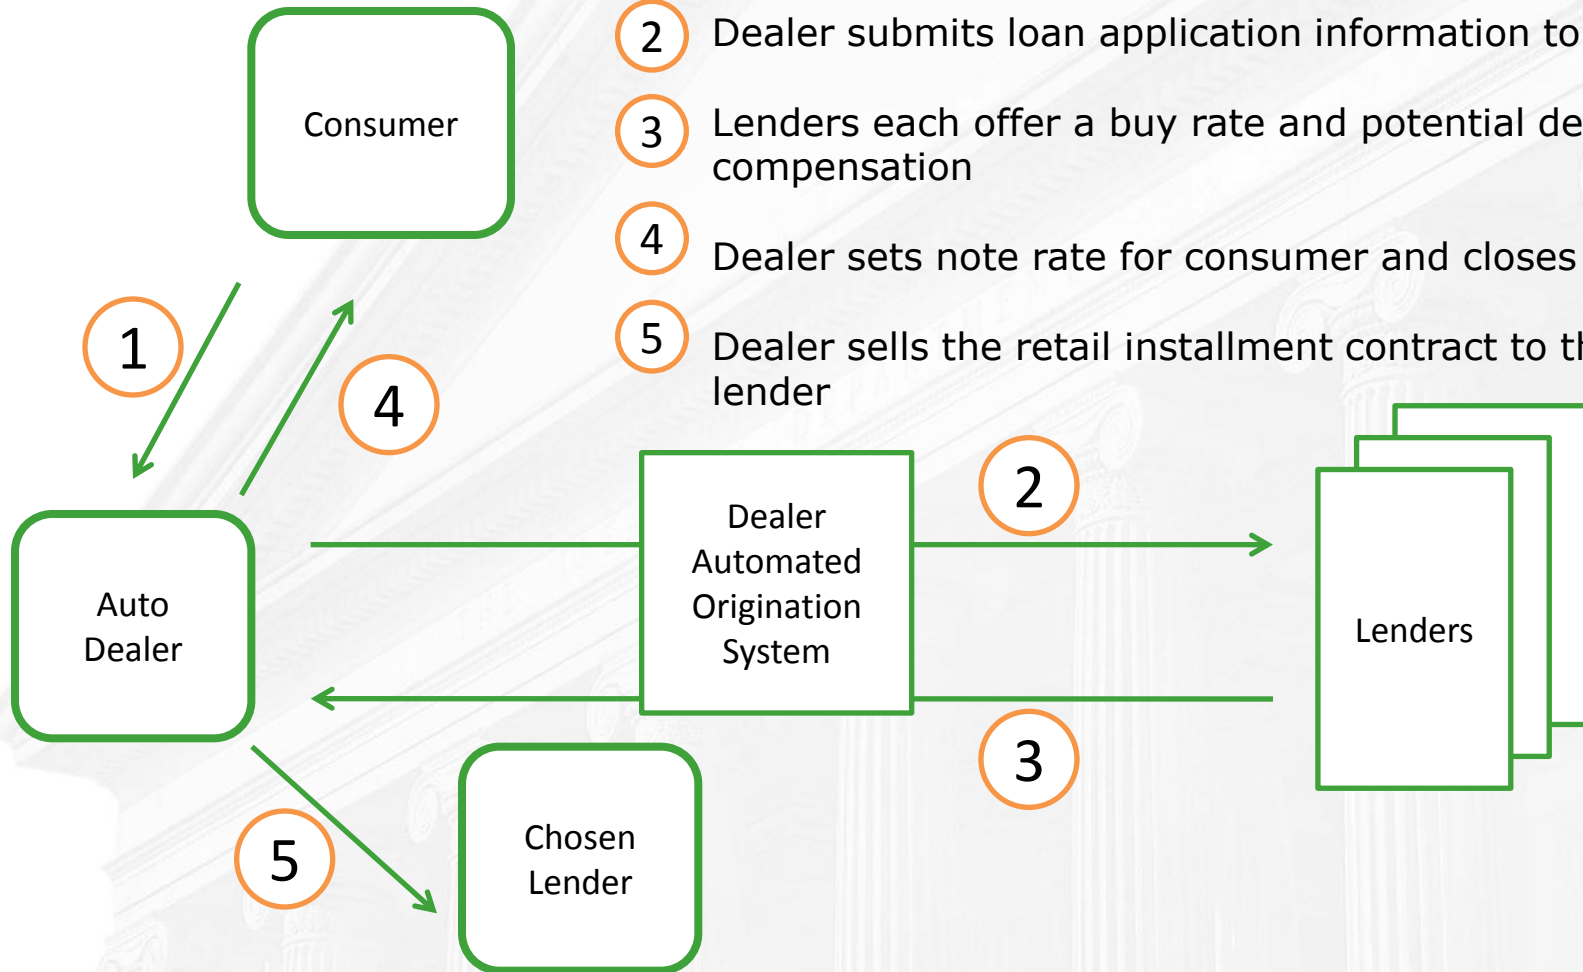 2 Dealer submits loan application information to
3 Lenders each offer a buy rate and potential
compensation
4 Dealer sets note rate for consumer and closes
5 Dealer sells the retail installment contract to
lender
Consumer
1
4
2
Dealer
Automated
Origination
System
Auto
Dealer
Lenders
3
5
Chosen
Lender